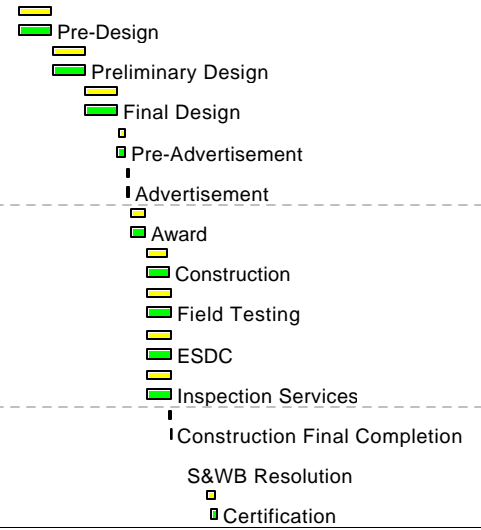 Pre-Design
Preliminary Design
Final Design
Pre-Advertisement
Advertisement
Award
Construction
Field Testing
ESDC
Inspection Services
Construction Final Completion
S&WB Resolution
Certification